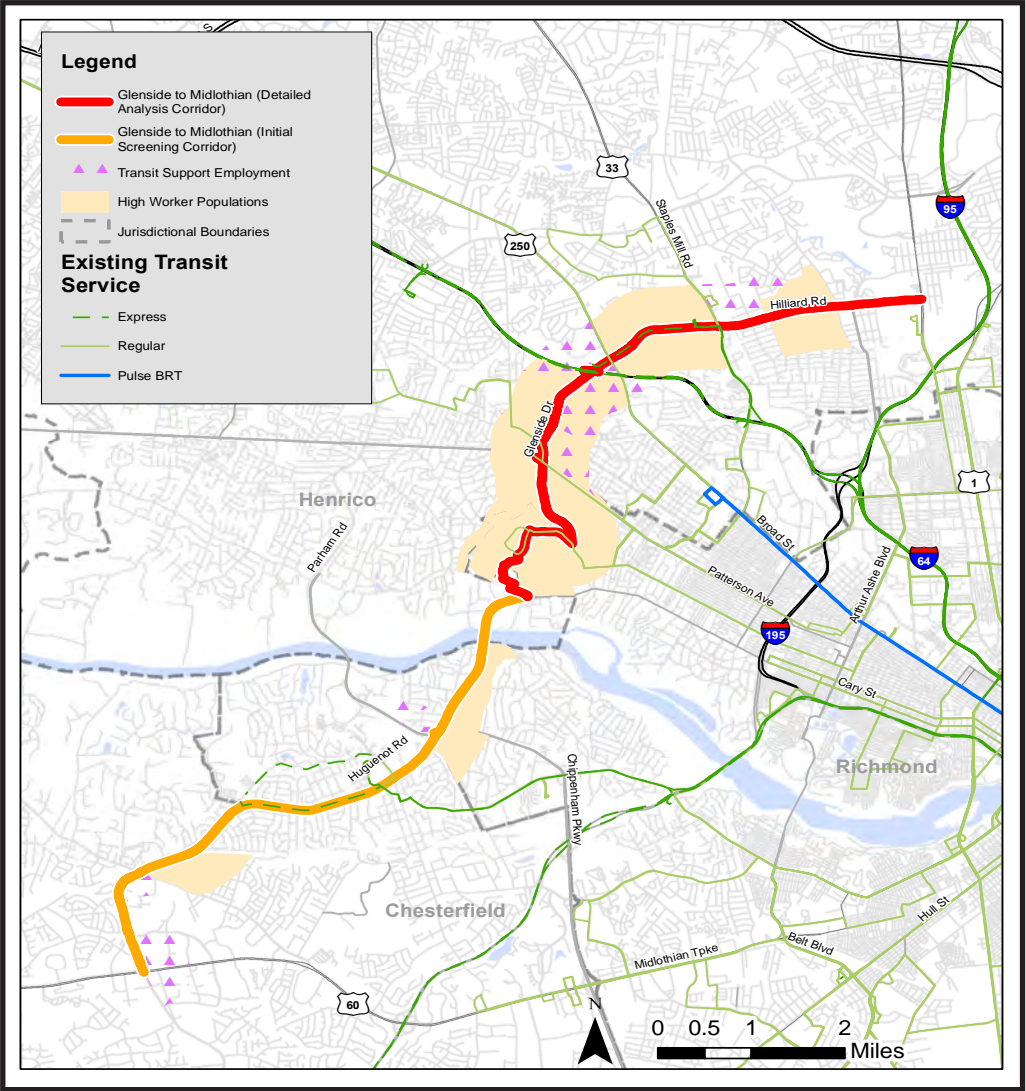 Legend
Glenside to Midlothian (Detailed
Analysis Corridor)
Glenside to Midlothian (Initial
Screening Corridor)
Transit Support Employment
High Worker Populations
Jurisdictional Boundaries
Existing Transit
Service
Express
Regular
Pulse BRT
33
95
Staples Mill Rd
250
Hilliard Rd
Glenside Dr
1
Henrico
Broad St
Parham Rd
64
Arthur Ashe Blvd
Patterson Ave
195
Cary St
Huguenot Rd
Richmond
Chippenham Pkwy
Chesterfield
Hull St
Belt Blvd
Midlothian Tpke
60
N
0 0.5 1 2
Miles